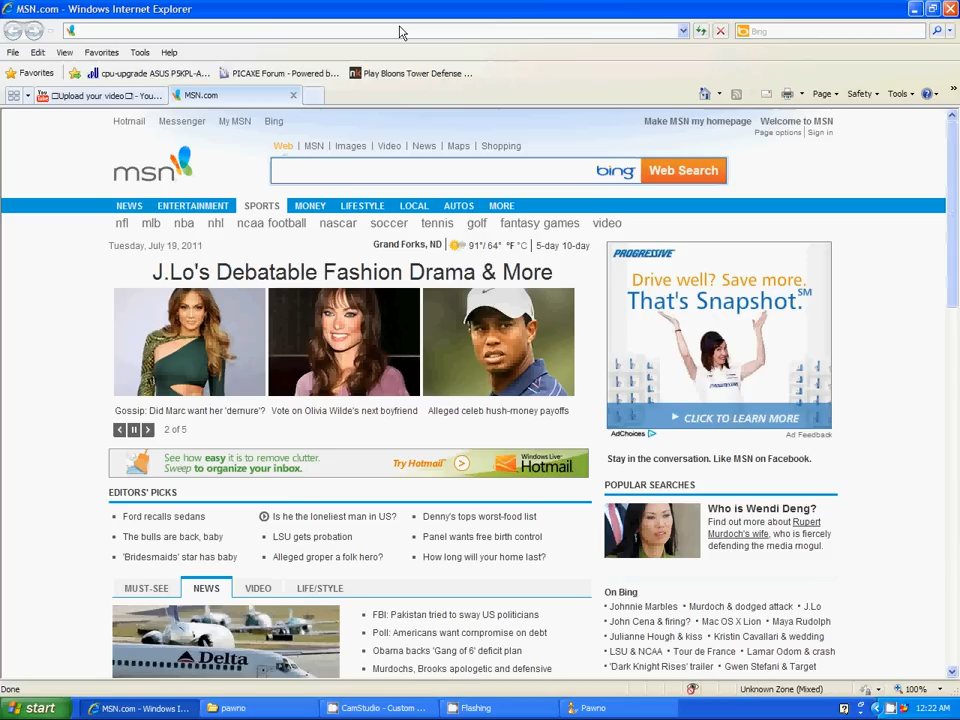 MSN.com - Windows Internet Explorer
Bing
File Edit View Favorites Tools Help
Favorites cpu-upgrade ASUS P5KPL-A... PICAXE Forum - Powered b... Play Bloons Tower Defense ...
You Tube Upload your video - You... MSN.com Page Safety Tools
Hotmail Messenger My MSN Bing Make MSN my homepage Welcome to MSN
Page options | Sign in
Web | MSN | Images | Video | News | Maps | Shopping
msn bing Web Search
NEWS ENTERTAINMENT SPORTS MONEY LIFESTYLE LOCAL AUTOS MORE
nfl mlb nba nhl ncaa football nascar soccer tennis golf fantasy games video
Tuesday, July 19, 2011 Grand Forks, ND 91°/ 64° °F °C 5-day 10-day
J.Lo's Debatable Fashion Drama & More
Gossip: Did Marc want her 'demure'? Vote on Olivia Wilde's next boyfriend Alleged celeb hush-money payoffs
2 of 5
PROGRESSIVE
Drive well? Save more.
That's Snapshot.SM
CLICK TO LEARN MORE
AdChoices Ad Feedback
See how easy it is to remove clutter.
Sweep to organize your inbox.
Try Hotmail Windows Live Hotmail
Stay in the conversation. Like MSN on Facebook.
EDITORS' PICKS
Ford recalls sedans Is he the loneliest man in US? Denny's tops worst-food list
The bulls are back, baby LSU gets probation Panel wants free birth control
'Bridesmaids' star has baby Alleged groper a folk hero? How long will your home last?
POPULAR SEARCHES
Who is Wendi Deng?
Find out more about Rupert
Murdoch's wife, who is fiercely
defending the media mogul.
MUST-SEE NEWS VIDEO LIFE/STYLE
DELTA
FBI: Pakistan tried to sway US politicians
Poll: Americans want compromise on debt
Obama backs 'Gang of 6' deficit plan
Murdochs, Brooks apologetic and defensive
On Bing
Johnnie Marbles • Murdoch & dodged attack • J.Lo
John Cena & firing? • Mac OS X Lion • Maya Rudolph
Julianne Hough & kiss • Kristin Cavallari & wedding
LSU & NCAA • Tour de France • Lamar Odom & crash
'Dark Knight Rises' trailer • Gwen Stefani & Target
Done Unknown Zone (Mixed) 100%
start MSN.com - Windows I... pawno CamStudio - Custom ... Flashing Pawno 12:22 AM